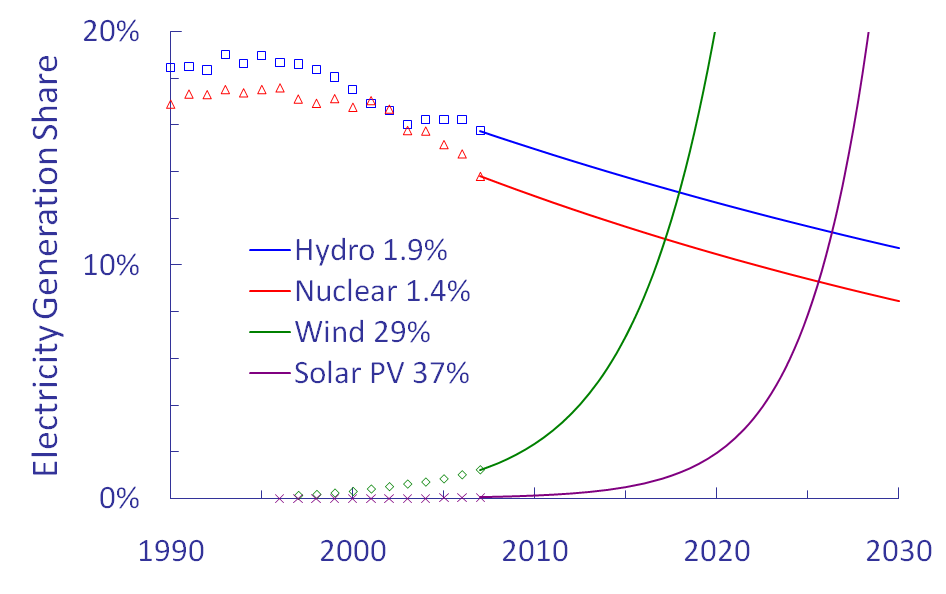 20%
10%
0%
Electricity Generation Share
Hydro 1.9%
Nuclear 1.4%
Wind 29%
Solar PV 37%
1990 2000 2010 2020 2030